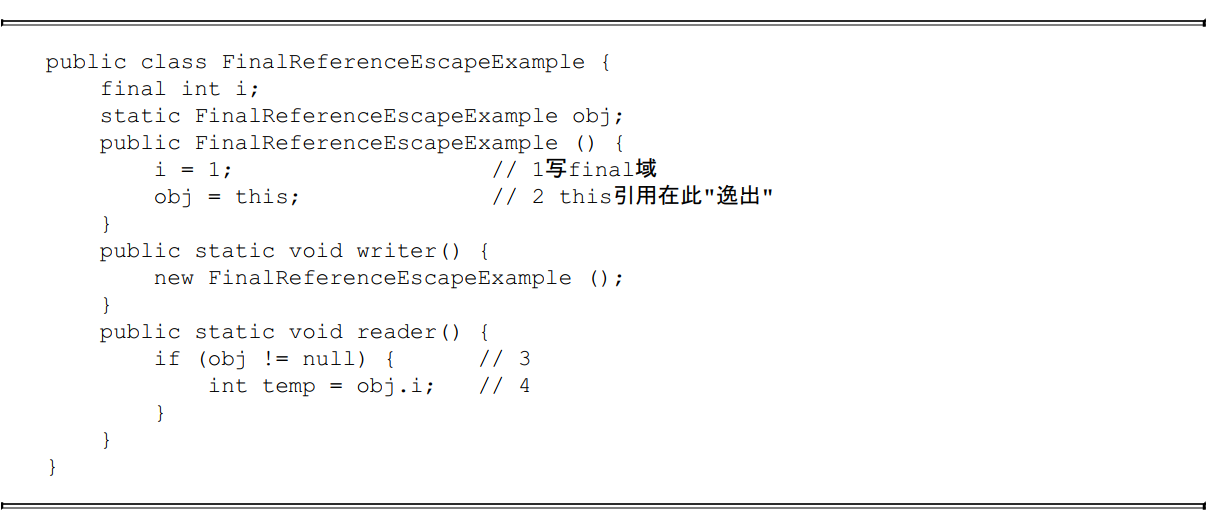 public class FinalReferenceEscapeExample {
    final int i;
    static FinalReferenceEscapeExample obj;
    public FinalReferenceEscapeExample () {
        i = 1;                   // 1写final域
        obj = this;              // 2 this引用在此"逸出"
    }
    public static void writer() {
        new FinalReferenceEscapeExample ();
    }
    public static void reader() {
        if (obj != null) {      // 3
            int temp = obj.i;   // 4
        }
    }
}